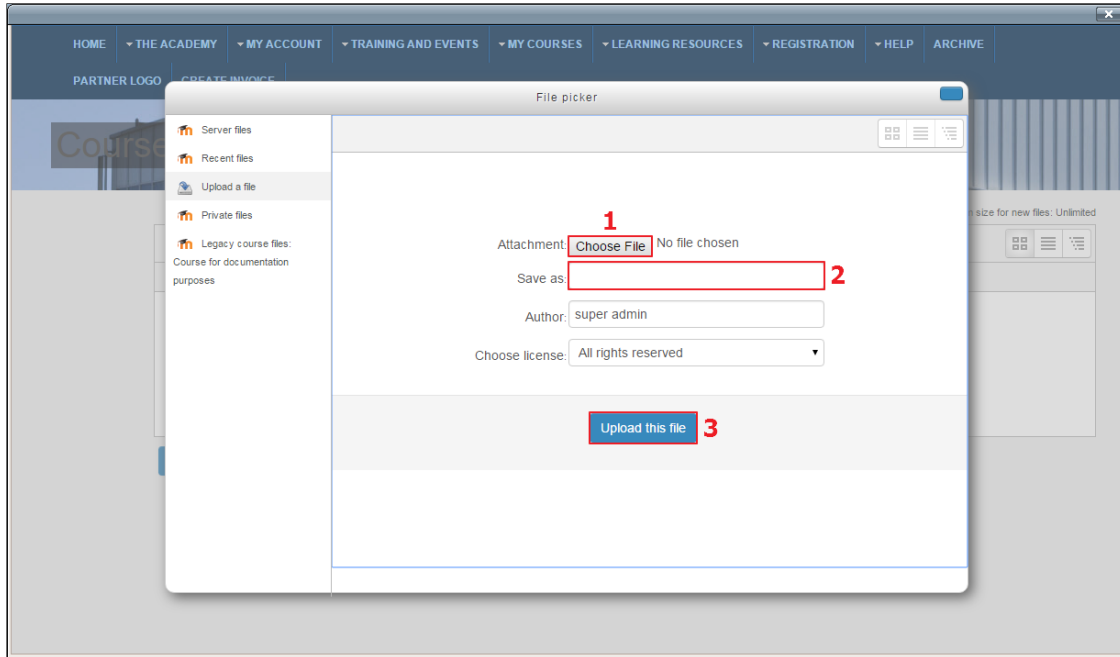 HOME THE ACADEMY MY ACCOUNT TRAINING AND EVENTS MY COURSES LEARNING RESOURCES REGISTRATION HELP ARCHIVE
PARTNER LOGO CREATE INVOICE
File picker
Course
Server files
Recent files
Upload a file
Private files
Legacy course files:
Course for documentation
purposes
size for new files: Unlimited
1
Attachment: Choose File No file chosen
Save as: 2
Author: super admin
Choose license: All rights reserved
Upload this file 3